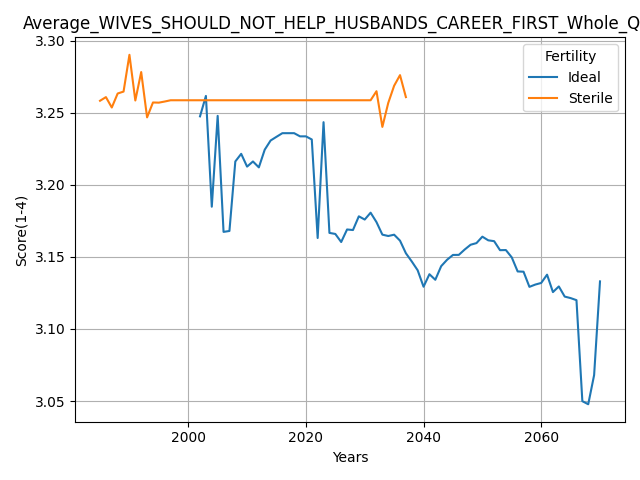 Average_WIVES_SHOULD_NOT_HELP_HUSBANDS_CAREER_FIRST_Whole_Q
3.30
3.25
3.20
3.15
3.10
3.05
Score(1-4)
Fertility
Ideal
Sterile
2000
2020
2040
2060
Years